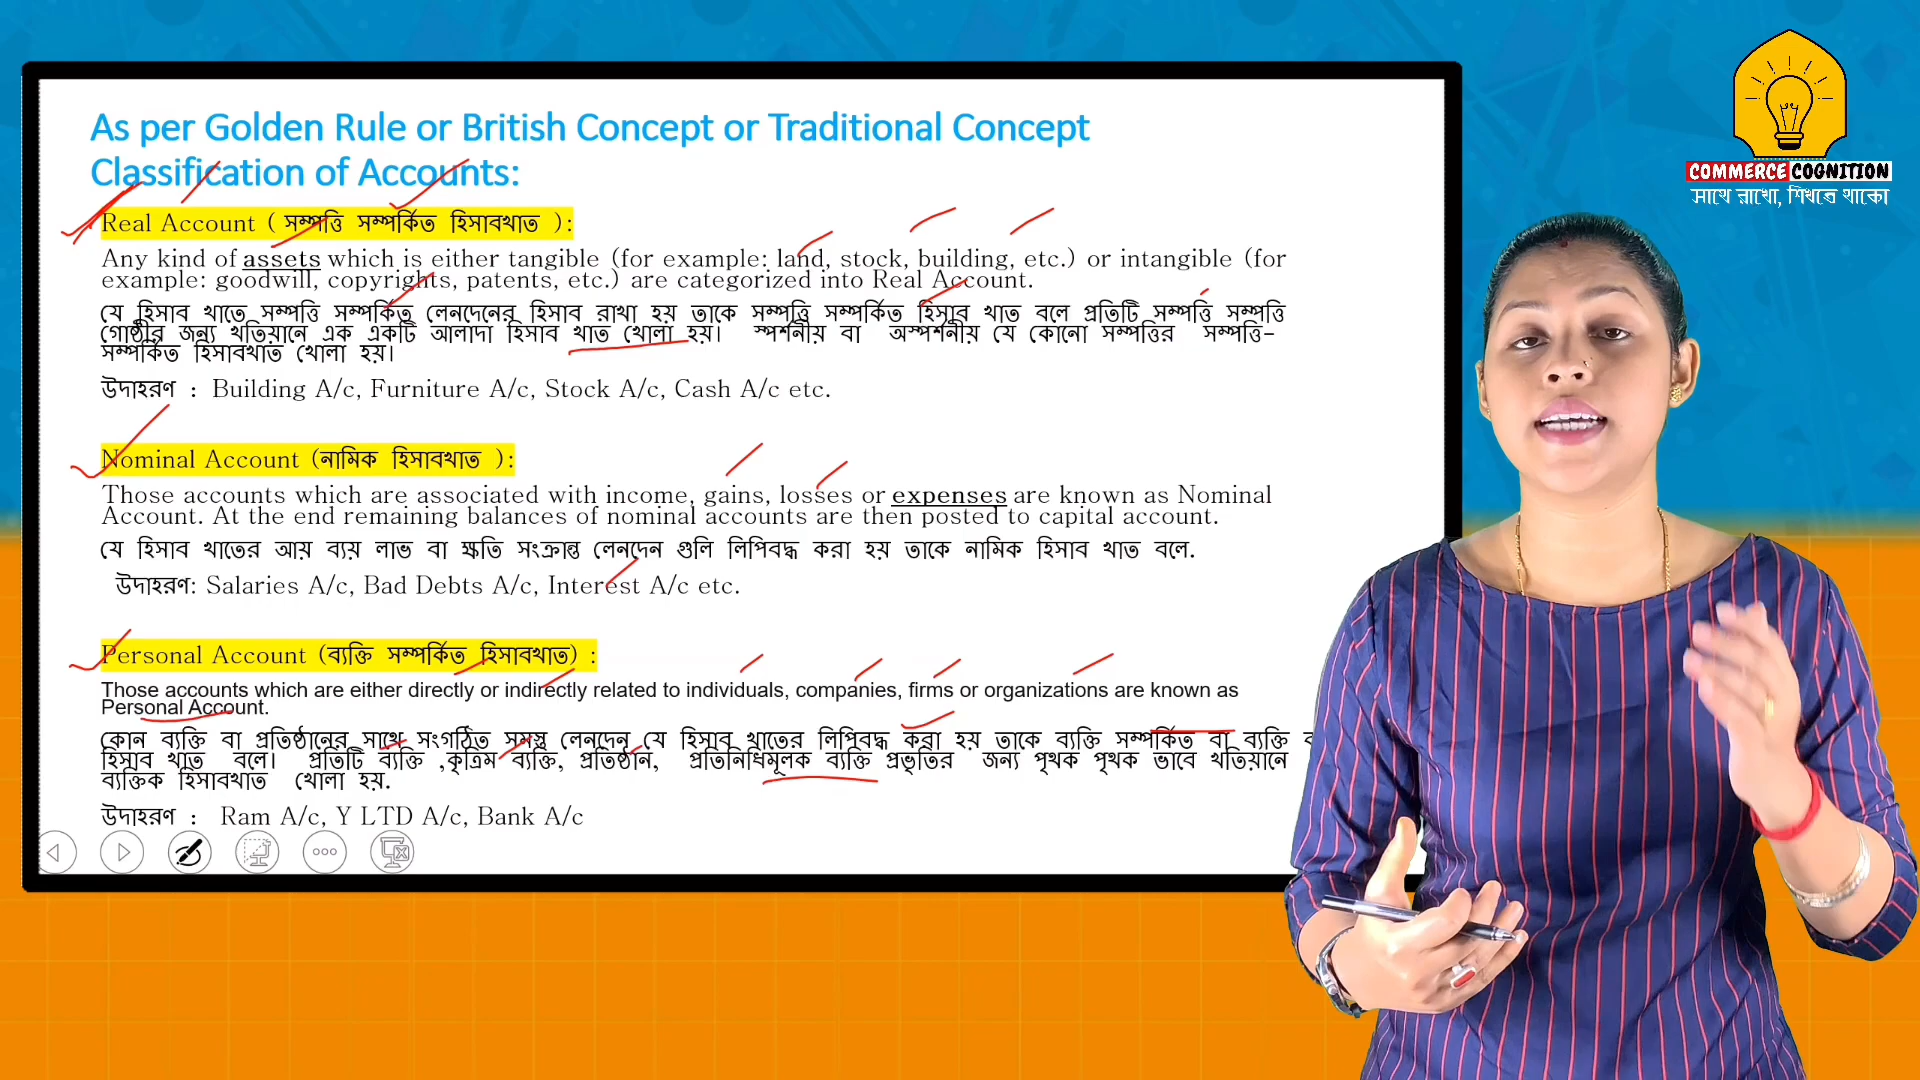 As per Golden Rule or British Concept or Traditional Concept
Classification of Accounts:
COMMERCE COGNITION
সাথে রাখো, শিখতে থাকো
Real Account ( সম্পত্তি সম্পর্কিত হিসাবখাত ):
Any kind of assets which is either tangible (for example: land, stock, building, etc.) or intangible (for
example: goodwill, copyrights, patents, etc.) are categorized into Real Account.
যে হিসাব খাতে সম্পত্তি সম্পর্কিত লেনদেনের হিসাব রাখা হয় তাকে সম্পত্তি সম্পর্কিত হিসাব খাত বলে প্রতিটি সম্পত্তি সম্পত্তি
গোষ্ঠীর জন্য খতিয়ানে এক একটি আলাদা হিসাব খাত খোলা হয়। স্পর্শনীয় বা অস্পর্শনীয় যে কোনো সম্পত্তির সম্পত্তি-
সম্পর্কিত হিসাবখাত খোলা হয়।
উদাহরণ : Building A/c, Furniture A/c, Stock A/c, Cash A/c etc.
Nominal Account (নামিক হিসাবখাত ):
Those accounts which are associated with income, gains, losses or expenses are known as Nominal
Account. At the end remaining balances of nominal accounts are then posted to capital account.
যে হিসাব খাতের আয় ব্যয় লাভ বা ক্ষতি সংক্রান্ত লেনদেন গুলি লিপিবদ্ধ করা হয় তাকে নামিক হিসাব খাত বলে.
উদাহরণ: Salaries A/c, Bad Debts A/c, Interest A/c etc.
Personal Account (ব্যক্তি সম্পর্কিত হিসাবখাত) :
Those accounts which are either directly or indirectly related to individuals, companies, firms or organizations are known as
Personal Account.
কোন ব্যক্তি বা প্রতিষ্ঠানের সাথে সংগঠিত সমস্ত লেনদেন যে হিসাব খাতের লিপিবদ্ধ করা হয় তাকে ব্যক্তি সম্পর্কিত বা ব্যক্তি
হিসাব খাত বলে। প্রতিটি ব্যক্তি ,কৃত্রিম ব্যক্তি, প্রতিষ্ঠান, প্রতিনিধিমূলক ব্যক্তি প্রভৃতির জন্য পৃথক পৃথক ভাবে খতিয়ানে
ব্যক্তিক হিসাবখাত খোলা হয়.
উদাহরণ : Ram A/c, Y LTD A/c, Bank A/c